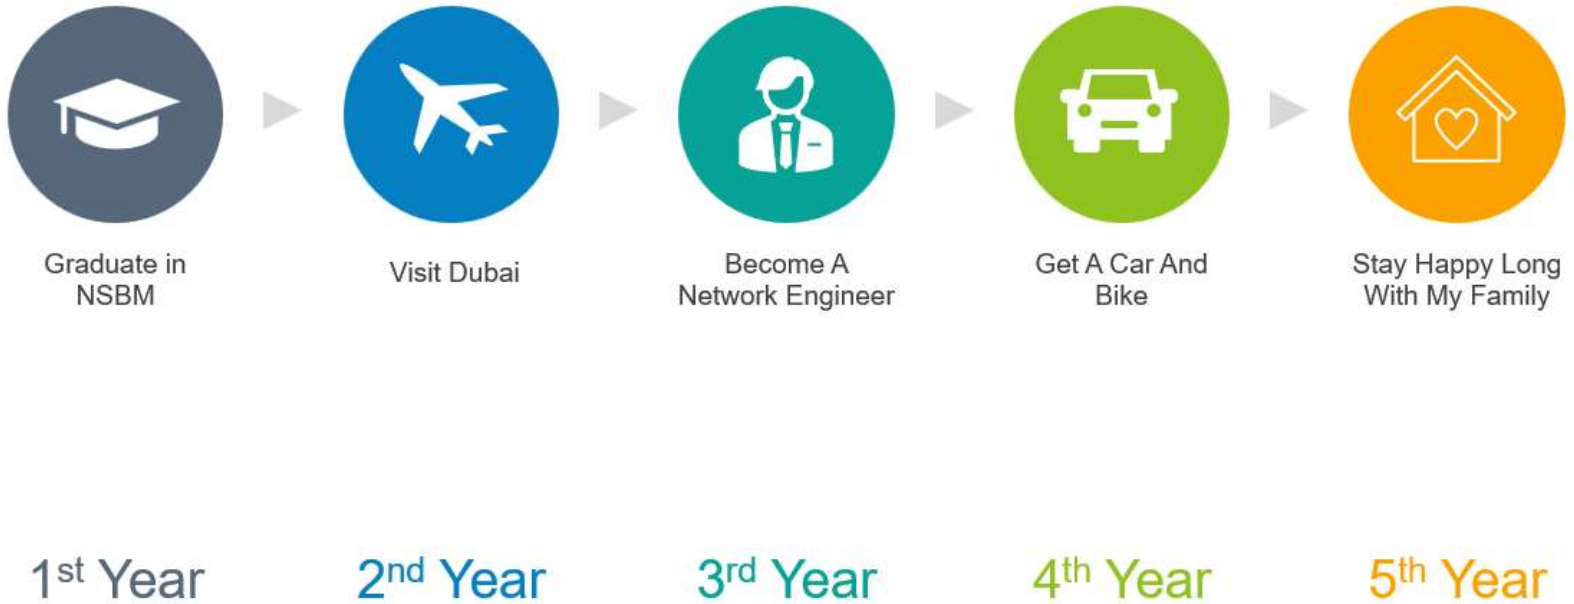 Graduate in
NSBM
Visit Dubai
Become A
Network Engineer
Get A Car And
Bike
Stay Happy Long
With My Family
1st Year
2nd Year
3rd Year
4th Year
5th Year